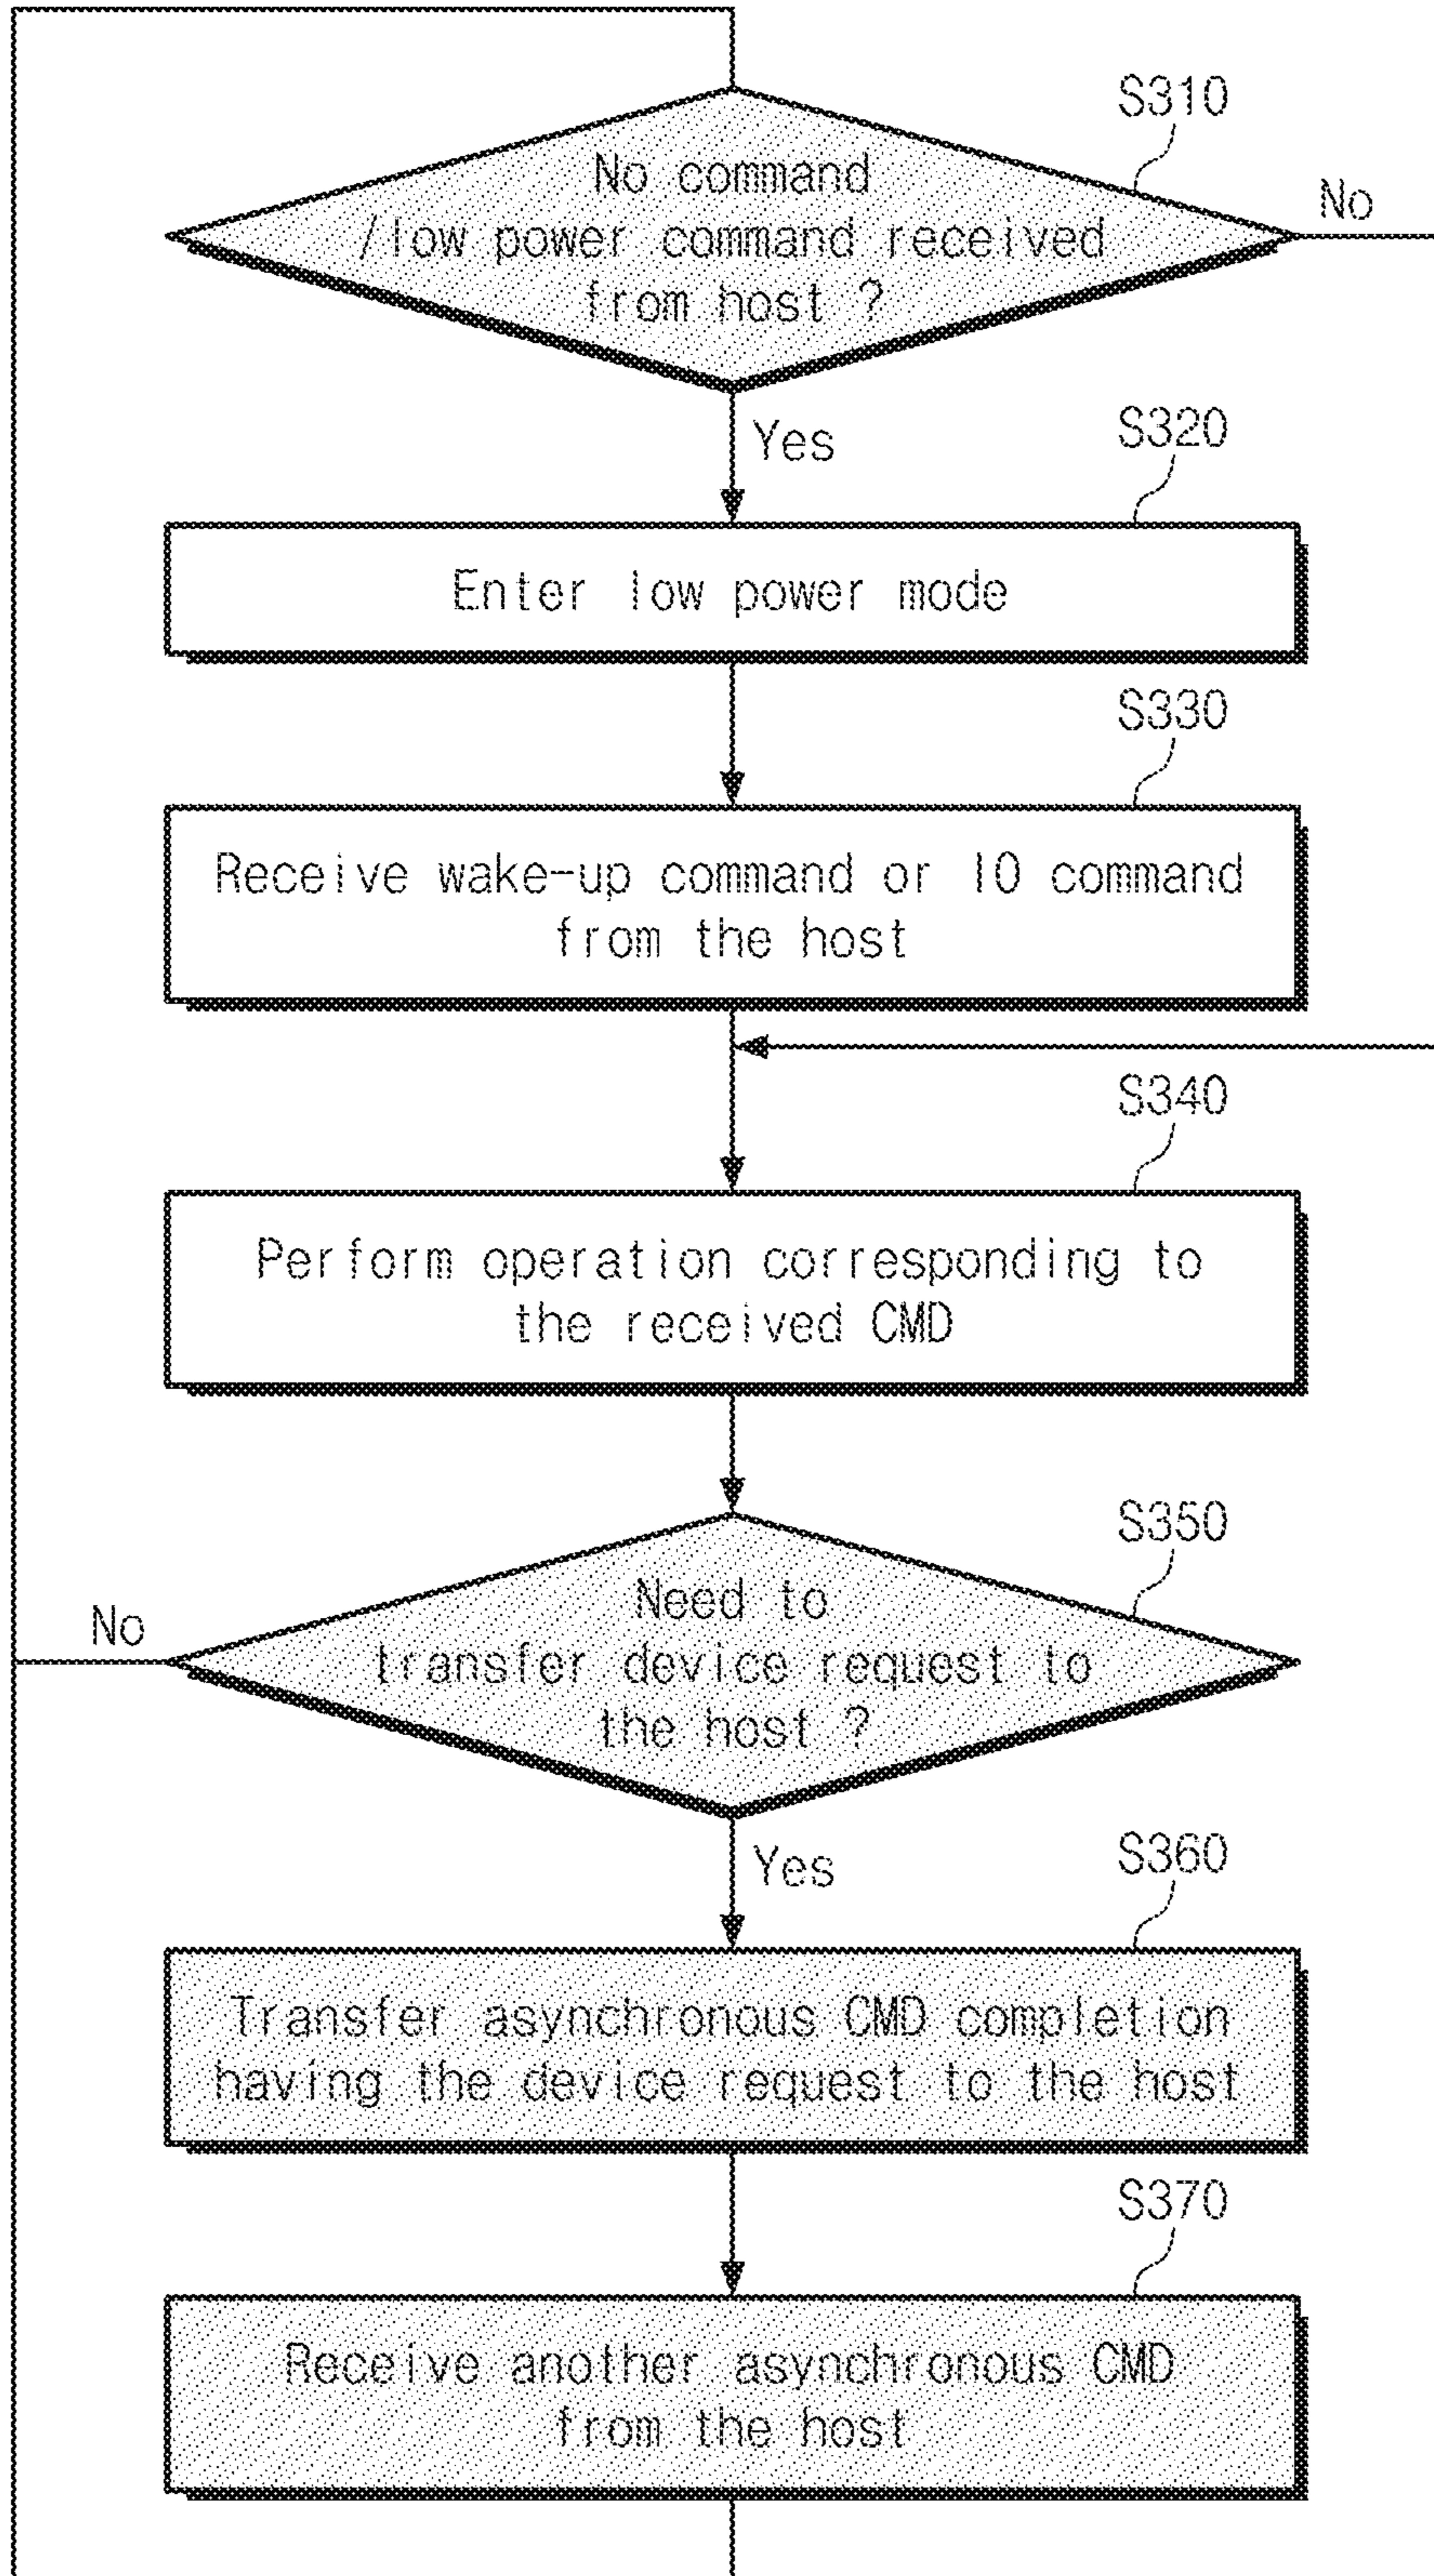 S310
No command
/low power command received
from host ?
No
Yes
S320
Enter low power mode
S330
Receive wake-up command or IO command
from the host
S340
Perform operation corresponding to
the received CMD
S350
Need to
transfer device request to
the host ?
No
Yes
S360
Transfer asynchronous CMD completion
having the device request to the host
S370
Receive another asynchronous CMD
from the host